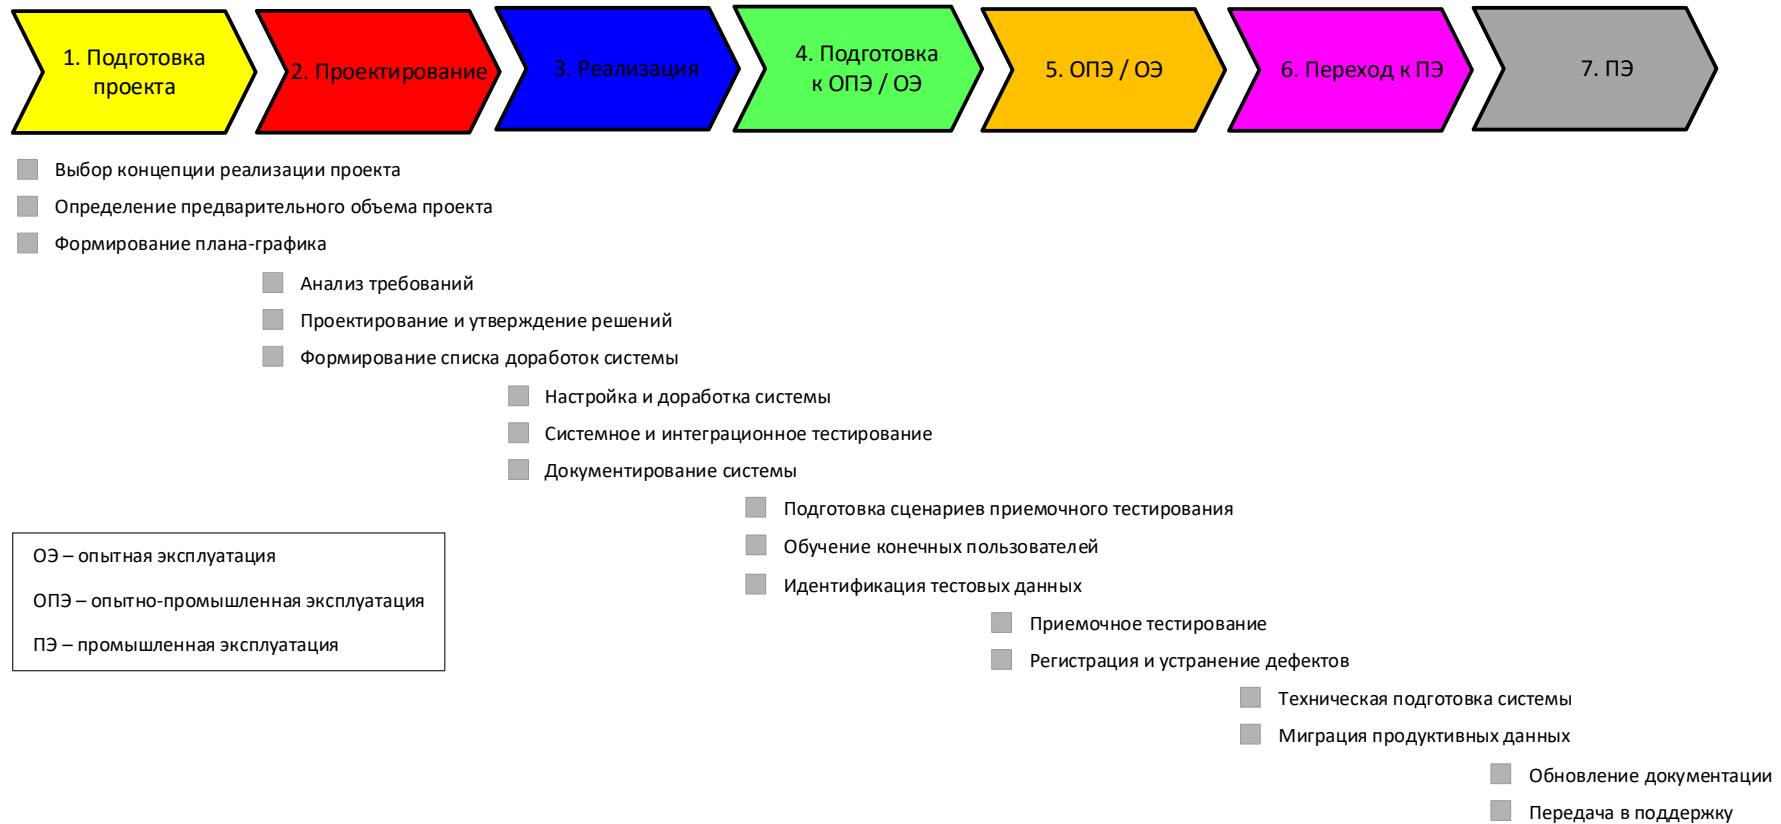 1. Подготовка
проекта
2. Проектирование
3. Реализация
4. Подготовка
к ОПЭ / ОЭ
5. ОПЭ / ОЭ
6. Переход к ПЭ
7. ПЭ
Выбор концепции реализации проекта
Определение предварительного объема проекта
Формирование плана-графика
Анализ требований
Проектирование и утверждение решений
Формирование списка доработок системы
Настройка и доработка системы
Системное и интеграционное тестирование
Документирование системы
Подготовка сценариев приемочного тестирования
Обучение конечных пользователей
Идентификация тестовых данных
Приемочное тестирование
Регистрация и устранение дефектов
Техническая подготовка системы
Миграция продуктивных данных
Обновление документации
Передача в поддержку
ОЭ – опытная эксплуатация
ОПЭ – опытно-промышленная эксплуатация
ПЭ – промышленная эксплуатация